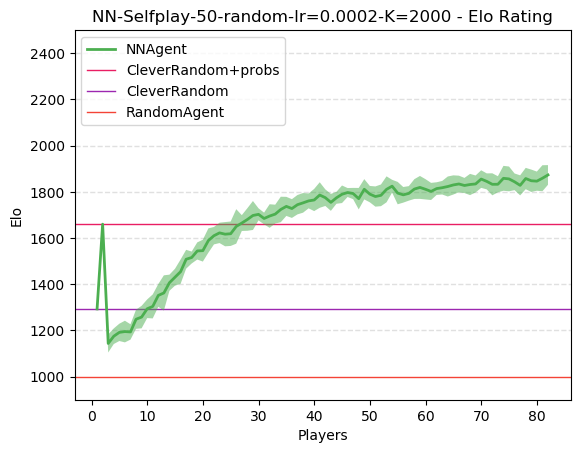 NN-Selfplay-50-random-lr=0.0002-K=2000 - Elo Rating
NNAgent
CleverRandom+probs
CleverRandom
RandomAgent
2400
2200
2000
1800
1600
1400
1200
1000
Elo
0 10 20 30 40 50 60 70 80
Players